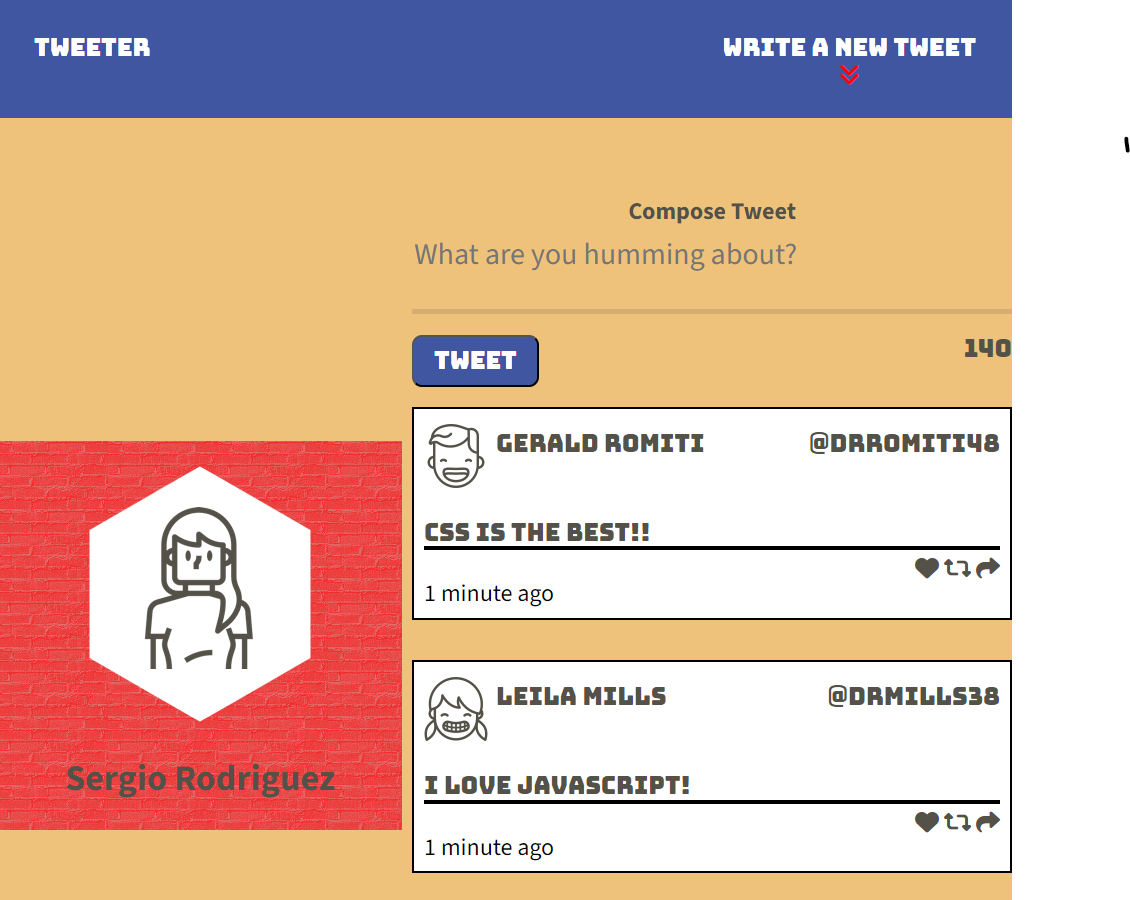 TWEETER
WRITE A NEW TWEET
Compose Tweet
What are you humming about?
TWEET
140
GERALD ROMITI @DRROMITI48
CSS IS THE BEST!!
1 minute ago
LEILA MILLS @DRMILLS38
I LOVE JAVASCRIPT!
1 minute ago
Sergio Rodriguez